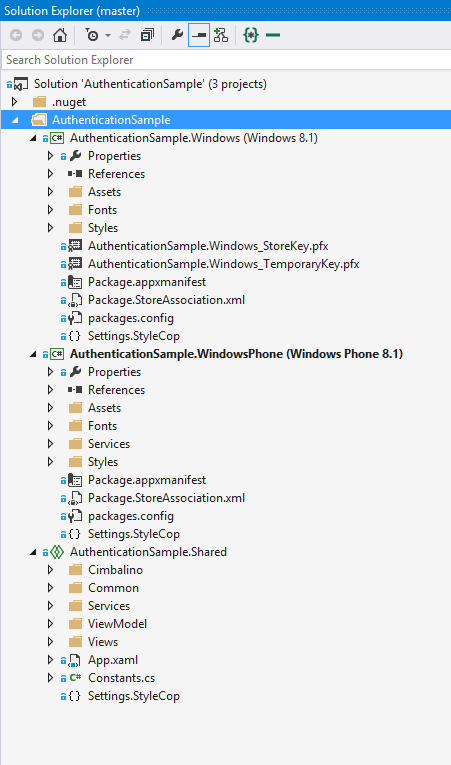 Solution Explorer (master)
Search Solution Explorer
Solution 'AuthenticationSample' (3 projects)
.nuget
AuthenticationSample
C# AuthenticationSample.Windows (Windows 8.1)
Properties
References
Assets
Fonts
Styles
AuthenticationSample.Windows_StoreKey.pfx
AuthenticationSample.Windows_TemporaryKey.pfx
Package.appxmanifest
Package.StoreAssociation.xml
packages.config
Settings.StyleCop
C# AuthenticationSample.WindowsPhone (Windows Phone 8.1)
Properties
References
Assets
Fonts
Services
Styles
Package.appxmanifest
Package.StoreAssociation.xml
packages.config
Settings.StyleCop
AuthenticationSample.Shared
Cimbalino
Common
Services
ViewModel
Views
App.xaml
C# Constants.cs
Settings.StyleCop